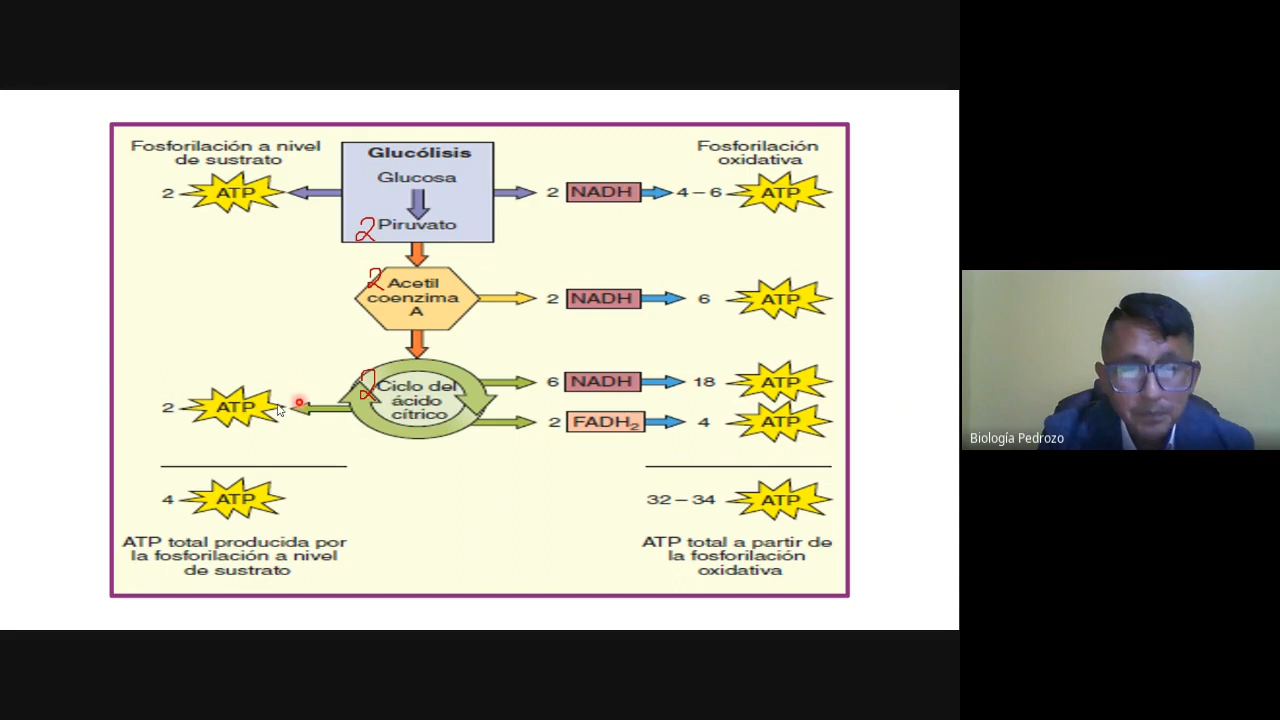 Fosforilación a nivel
de sustrato
Glucólisis
Fosforilación
oxidativa
Glucosa
2 ATP
2 NADH 4 – 6 ATP
2 Piruvato
2 Acetil
coenzima
A
2 NADH 6 ATP
2 Ciclo del
ácido
cítrico
6 NADH 18 ATP
2 ATP
2 FADH₂ 4 ATP
4 ATP
32 – 34 ATP
ATP total producida por
la fosforilación a nivel
de sustrato
ATP total a partir de
la fosforilación
oxidativa
Biología Pedrozo